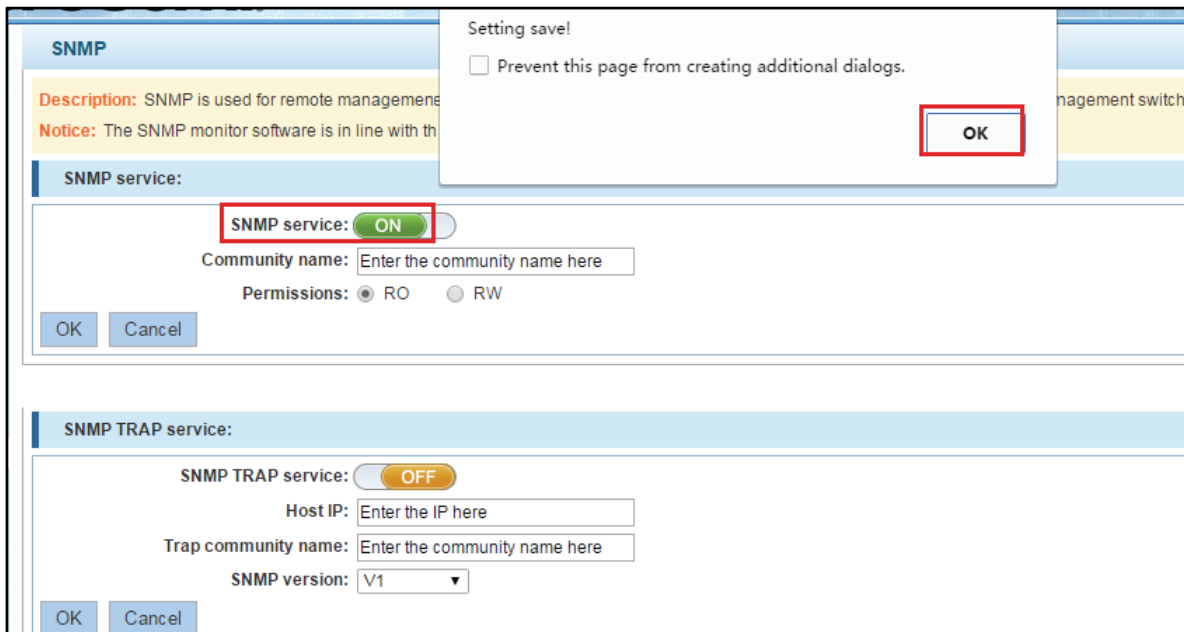 Setting save!
Prevent this page from creating additional dialogs.
OK
SNMP
Description: SNMP is used for remote managemene
nagement switch
Notice: The SNMP monitor software is in line with th
SNMP service:
SNMP service: ON
Community name: Enter the community name here
Permissions: RO RW
OK Cancel
SNMP TRAP service:
SNMP TRAP service: OFF
Host IP: Enter the IP here
Trap community name: Enter the community name here
SNMP version: V1
OK Cancel